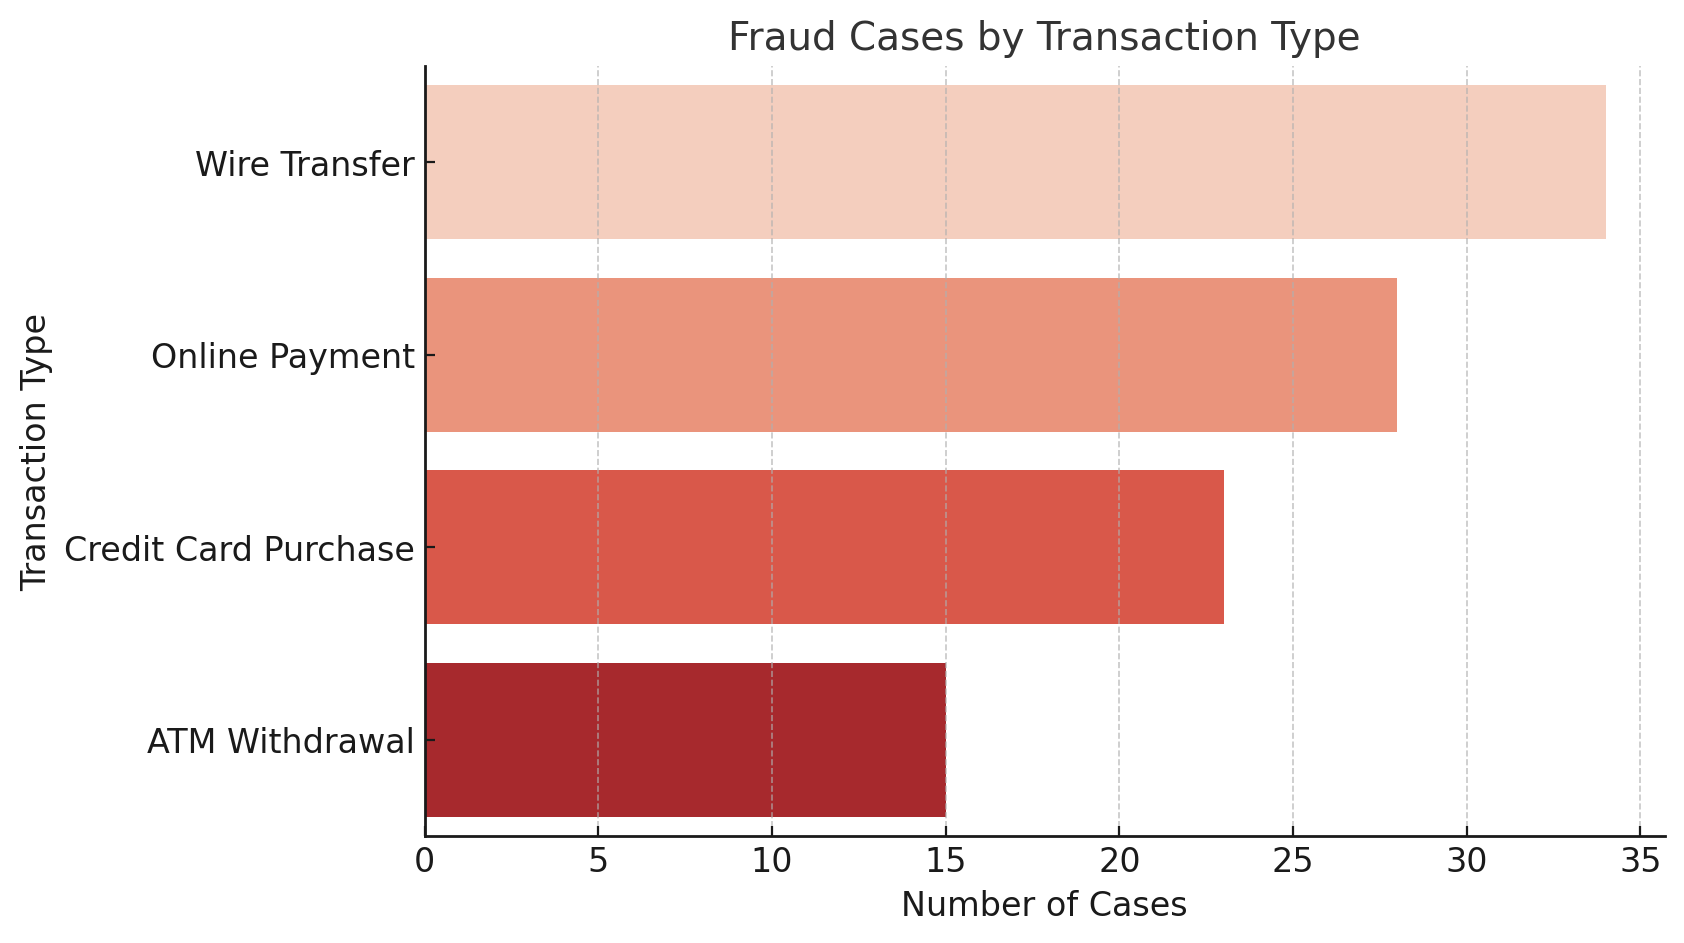 Fraud Cases by Transaction Type
Transaction Type
Wire Transfer
Online Payment
Credit Card Purchase
ATM Withdrawal
0 5 10 15 20 25 30 35
Number of Cases